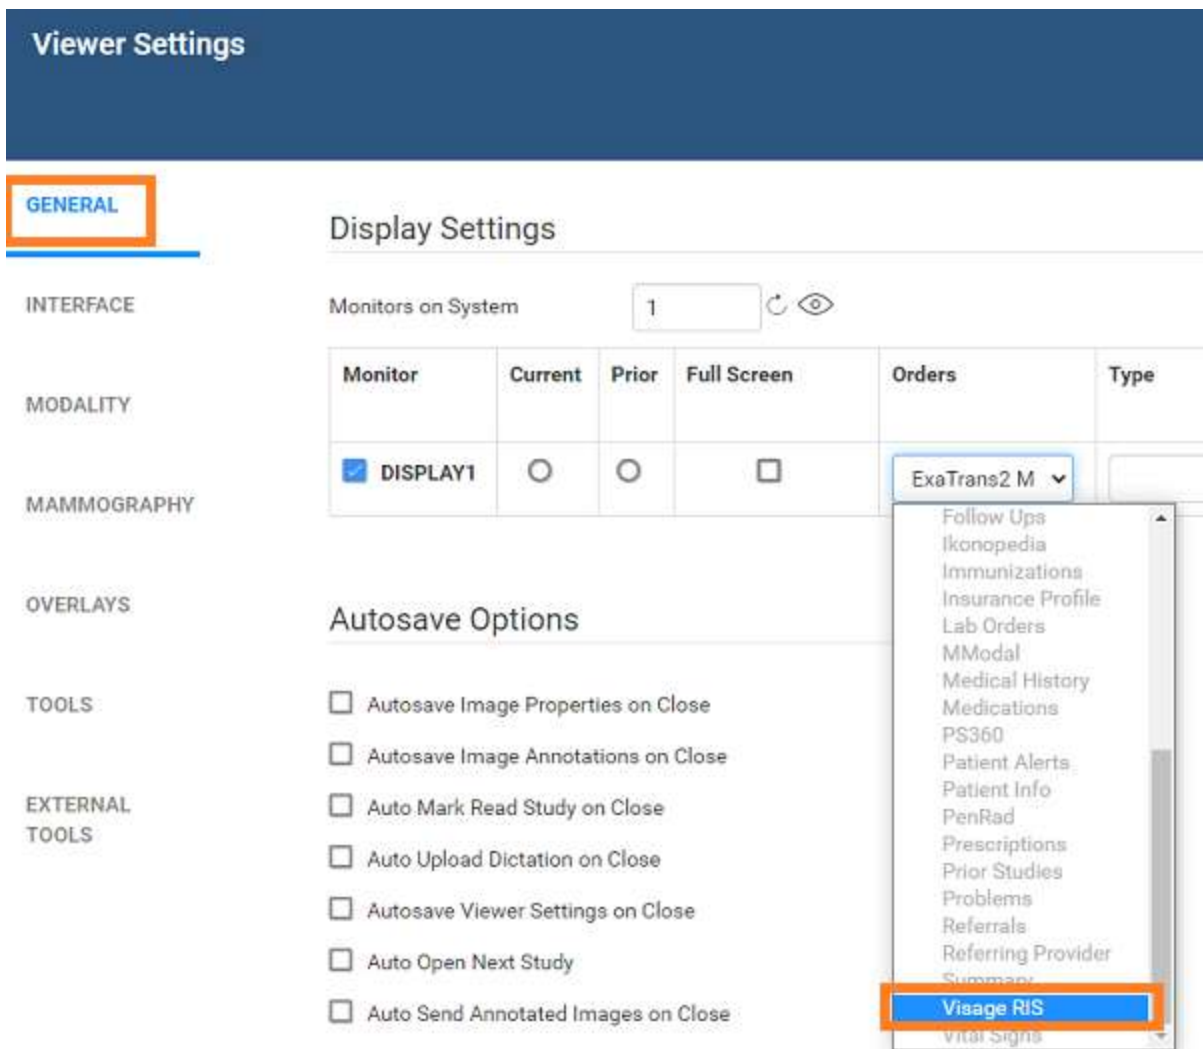 Viewer Settings
GENERAL
INTERFACE
MODALITY
MAMMOGRAPHY
OVERLAYS
TOOLS
EXTERNAL
TOOLS
Display Settings
Monitors on System 1
Monitor Current Prior Full Screen Orders Type
DISPLAY1 ExaTrans2 M
Follow Ups
Ikonopedia
Immunizations
Insurance Profile
Lab Orders
MModal
Medical History
Medications
PS360
Patient Alerts
Patient Info
PenRad
Prescriptions
Prior Studies
Problems
Referrals
Referring Provider
Summary
Visage RIS
Vital Signs
Autosave Options
Autosave Image Properties on Close
Autosave Image Annotations on Close
Auto Mark Read Study on Close
Auto Upload Dictation on Close
Autosave Viewer Settings on Close
Auto Open Next Study
Auto Send Annotated Images on Close